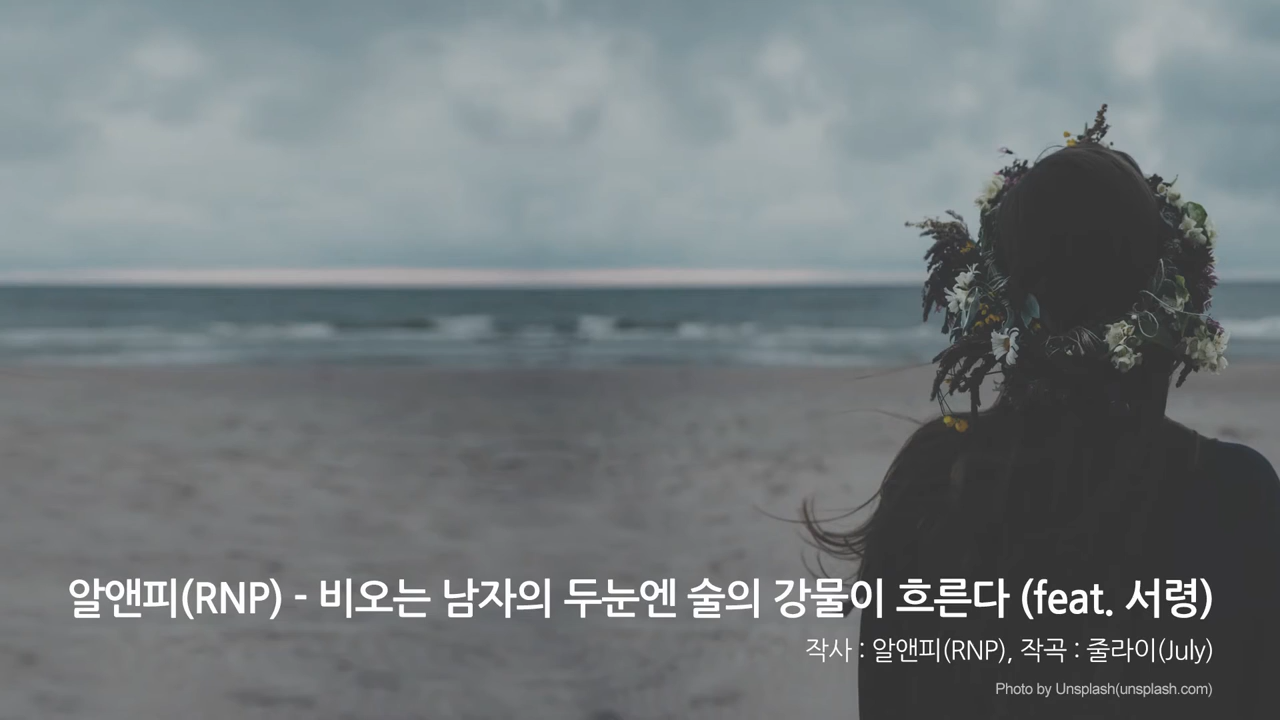 알앤피(RNP) - 비오는 남자의 두눈엔 술의 강물이 흐른다 (feat. 서령)
작사 : 알앤피(RNP), 작곡 : 줄라이(July)
Photo by Unsplash(unsplash.com)